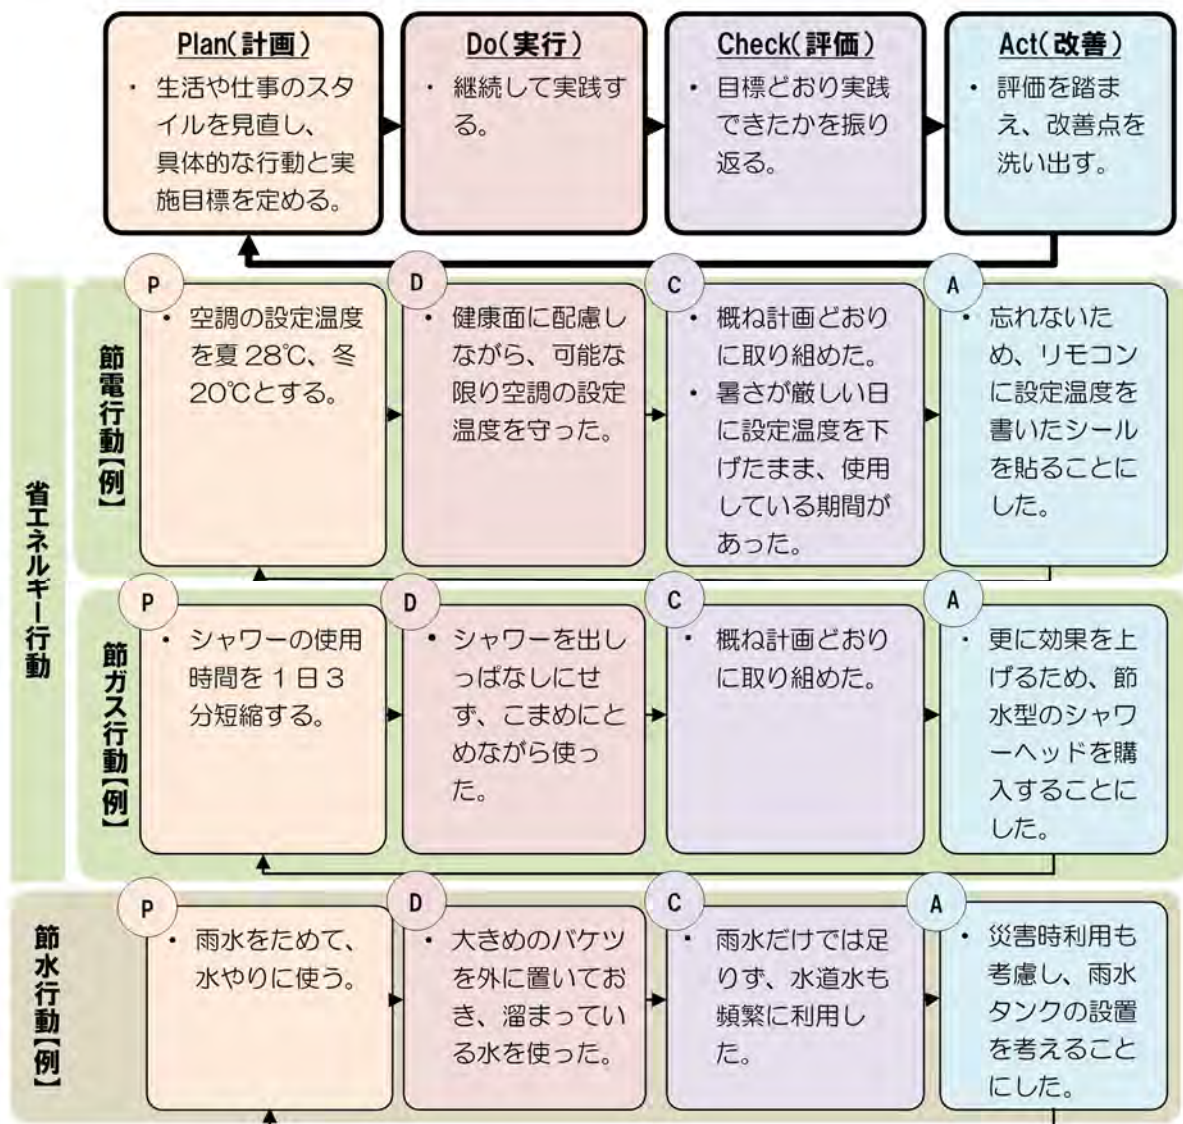 Plan(計画)
・ 生活や仕事のスタ
イルを見直し、
具体的な行動と実
施目標を定める。
Do(実行)
・ 継続して実践す
る。
Check(評価)
・ 目標どおり実践
できたかを振り
返る。
Act(改善)
・ 評価を踏ま
え、改善点を
洗い出す。
省エネルギー行動
節電行動【例】
P
・ 空調の設定温度
を夏 28℃、冬
20℃とする。
D
・ 健康面に配慮し
ながら、可能な
限り空調の設定
温度を守った。
C
・ 概ね計画どおり
に取り組めた。
・ 暑さが厳しい日
に設定温度を下
げたまま、使用
している期間が
あった。
A
・ 忘れないた
め、リモコン
に設定温度を
書いたシール
を貼ることに
した。
節ガス行動【例】
P
・ シャワーの使用
時間を 1 日 3
分短縮する。
D
• シャワーを出し
っぱなしにせ
ず、こまめにと
めながら使っ
た。
C
・ 概ね計画どおり
に取り組めた。
A
・ 更に効果を上
げるため、節
水型のシャワ
ーヘッドを購
入することに
した。
節水行動【例】
P
・ 雨水をためて、
水やりに使う。
D
・ 大きめのバケツ
を外に置いてお
き、溜まってい
る水を使った。
C
・ 雨水だけでは足
りず、水道水も
頻繁に利用し
た。
A
・ 災害時利用も
考慮し、雨水
タンクの設置
を考えること
にした。